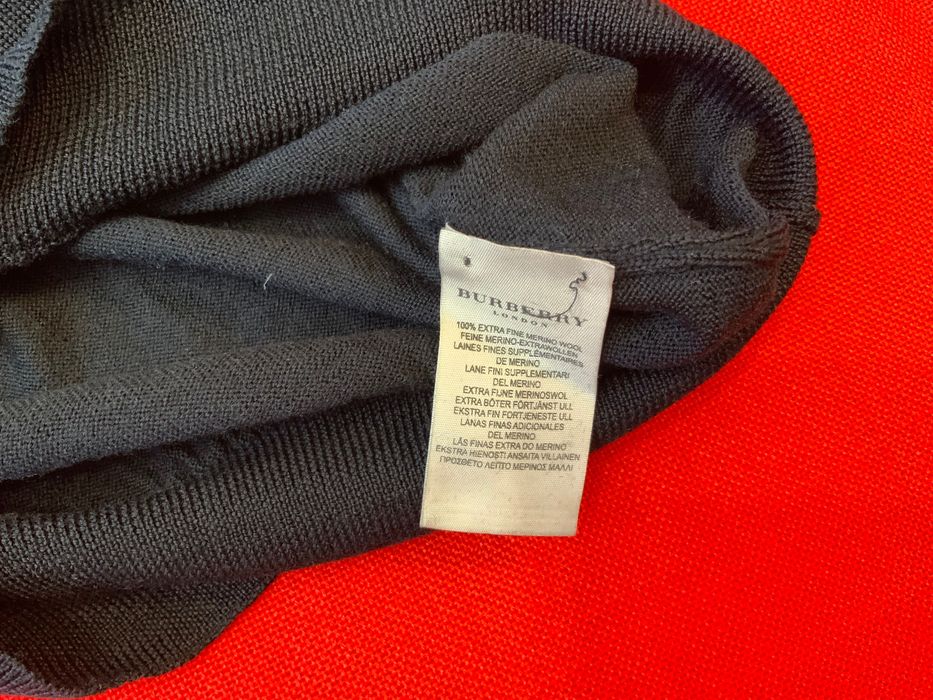 BURBERRY
LONDON
100% EXTRA FINE MERINO WOOL
FEINE MERINO-EXTRAWOLLEN
LAINES FINES SUPPLÉMENTAIRES
DE MERINO
LANE FINI SUPPLEMENTARI
DEL MERINO
EXTRA FIJNE MERINOSWOL
EXTRA BÖTER FÖRTJÄNST ULL
EKSTRA FIN FORTJENESTE ULL
LANAS FINAS ADICIONALES
DEL MERINO
LÃS FINAS EXTRA DO MERINO
EKSTRA HIENOSTI ANSAITA VILLAINEN
ΠΡΟΣΘΕΤΟ ΛΕΠΤΟ ΜΕΡΙΝΟΣ ΜΑΛΛΙ